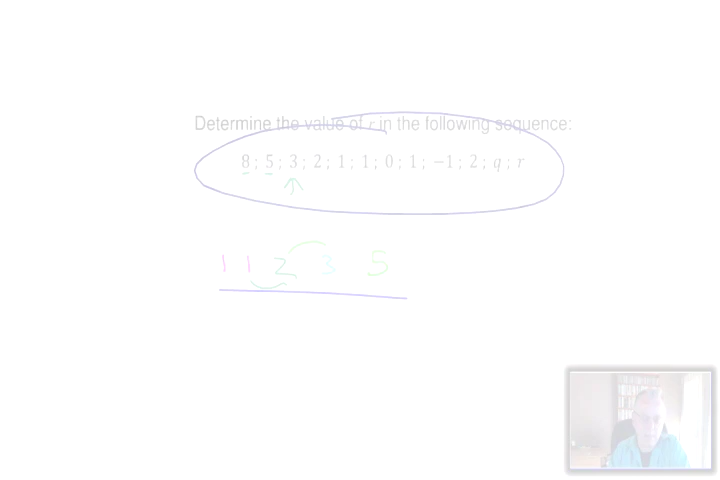 Determine the value of r in the following sequence:
8 ; 5 ; 3 ; 2 ; 1 ; 1 ; 0 ; 1 ; −1 ; 2 ; q ; r
1 1 2 3 5